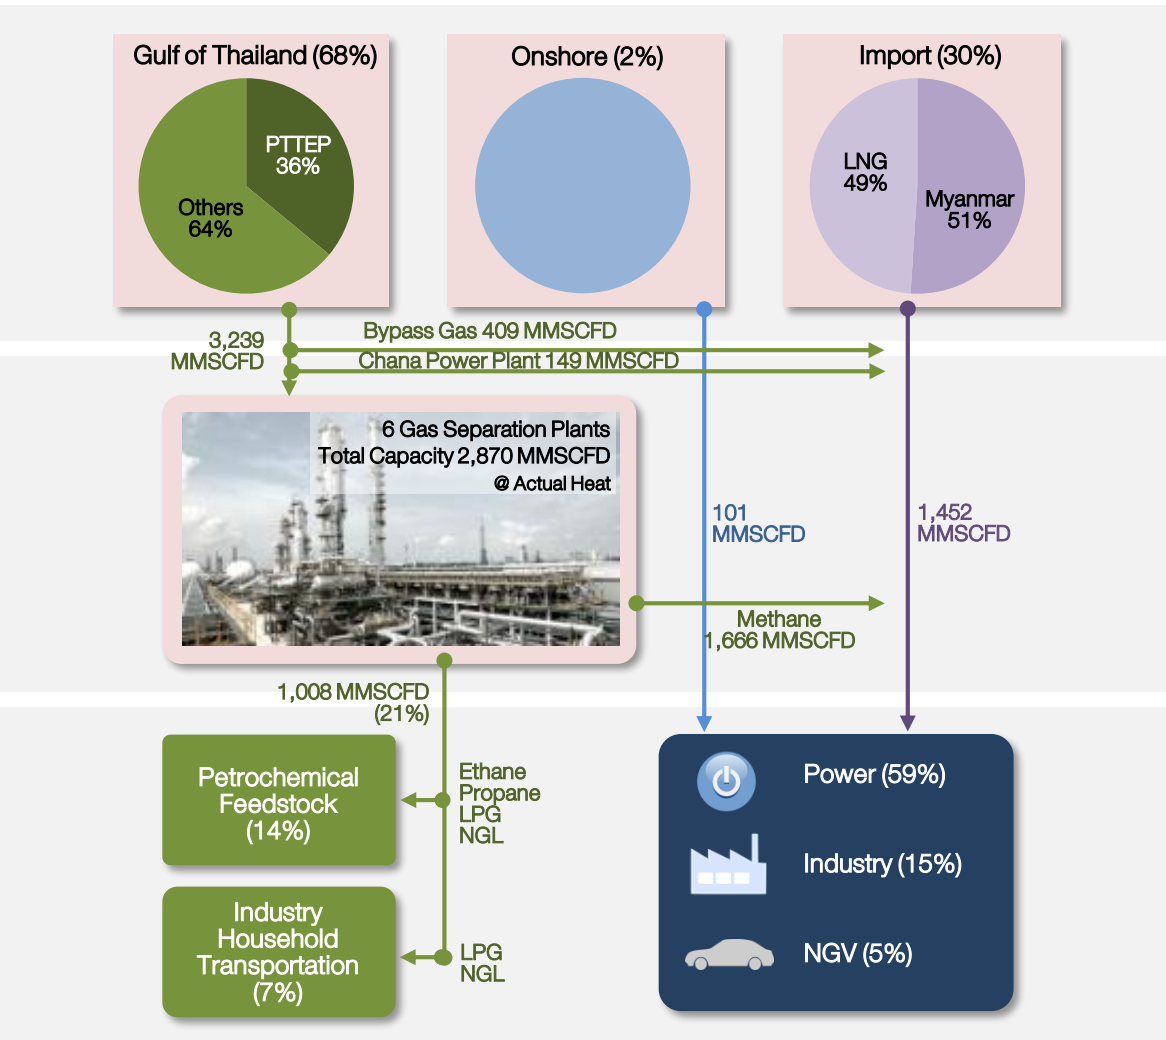 Gulf of Thailand (68%)
PTTEP
36%
Others
64%
Onshore (2%)
Import (30%)
LNG
49%
Myanmar
51%
3,239
MMSCFD
Bypass Gas 409 MMSCFD
Chana Power Plant 149 MMSCFD
6 Gas Separation Plants
Total Capacity 2,870 MMSCFD
@ Actual Heat
101
MMSCFD
1,452
MMSCFD
Methane
1,666 MMSCFD
1,008 MMSCFD
(21%)
Petrochemical
Feedstock
(14%)
Ethane
Propane
LPG
NGL
Industry
Household
Transportation
(7%)
LPG
NGL
Power (59%)
Industry (15%)
NGV (5%)